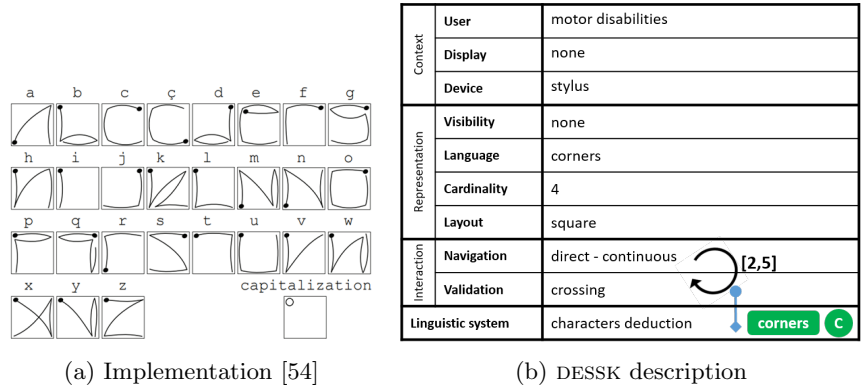 a b c ç d e f g
h i j k l m n o
p q r s t u v w
x y z capitalization
(a) Implementation [54]
Context
User motor disabilities
Display none
Device stylus
Representation
Visibility none
Language corners
Cardinality 4
Layout square
Interaction
Navigation direct - continuous
[2,5]
Validation crossing
Linguistic system characters deduction corners C
(b) DESSK description